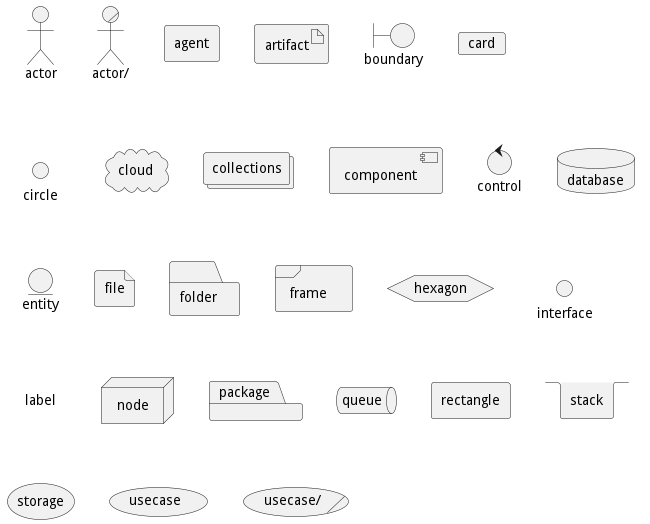 actor
actor/
agent
artifact
boundary
card
circle
cloud
collections
component
control
database
entity
file
folder
frame
hexagon
interface
label
node
package
queue
rectangle
stack
storage
usecase
usecase/